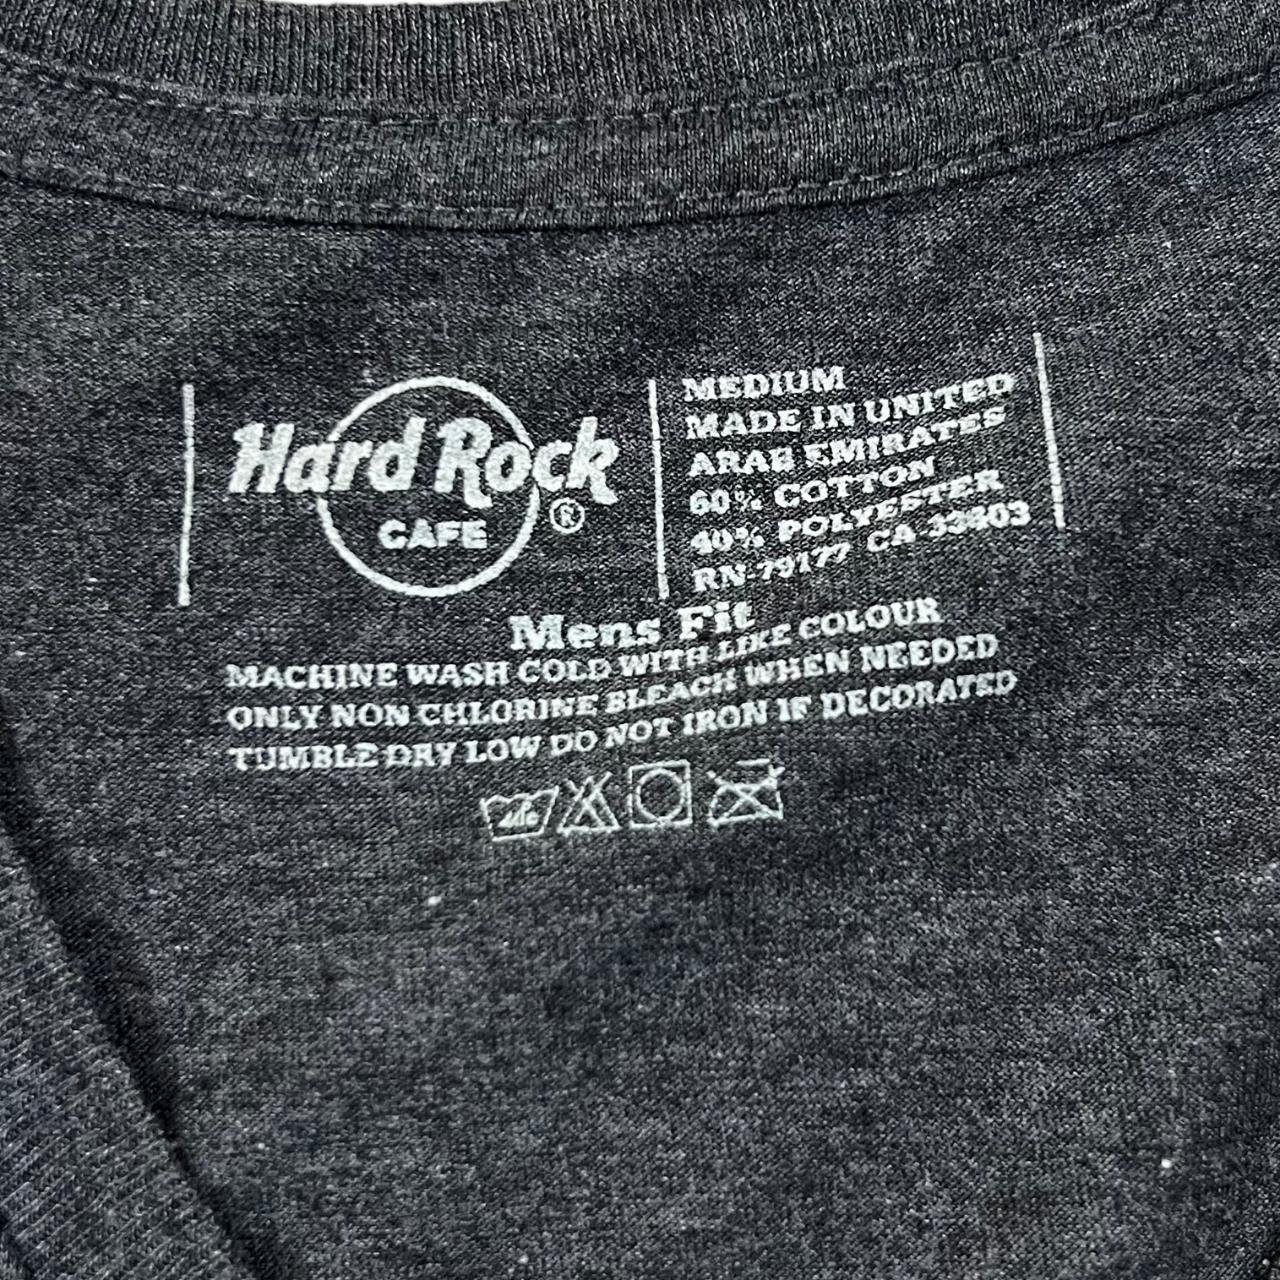 Hard Rock
CAFE ®
MEDIUM
MADE IN UNITED
ARAB EMIRATES
60% COTTON
40% POLYESTER
RN-79177 CA-33403
Mens Fit
MACHINE WASH COLD WITH LIKE COLOUR
ONLY NON CHLORINE BLEACH WHEN NEEDED
TUMBLE DRY LOW DO NOT IRON IF DECORATED